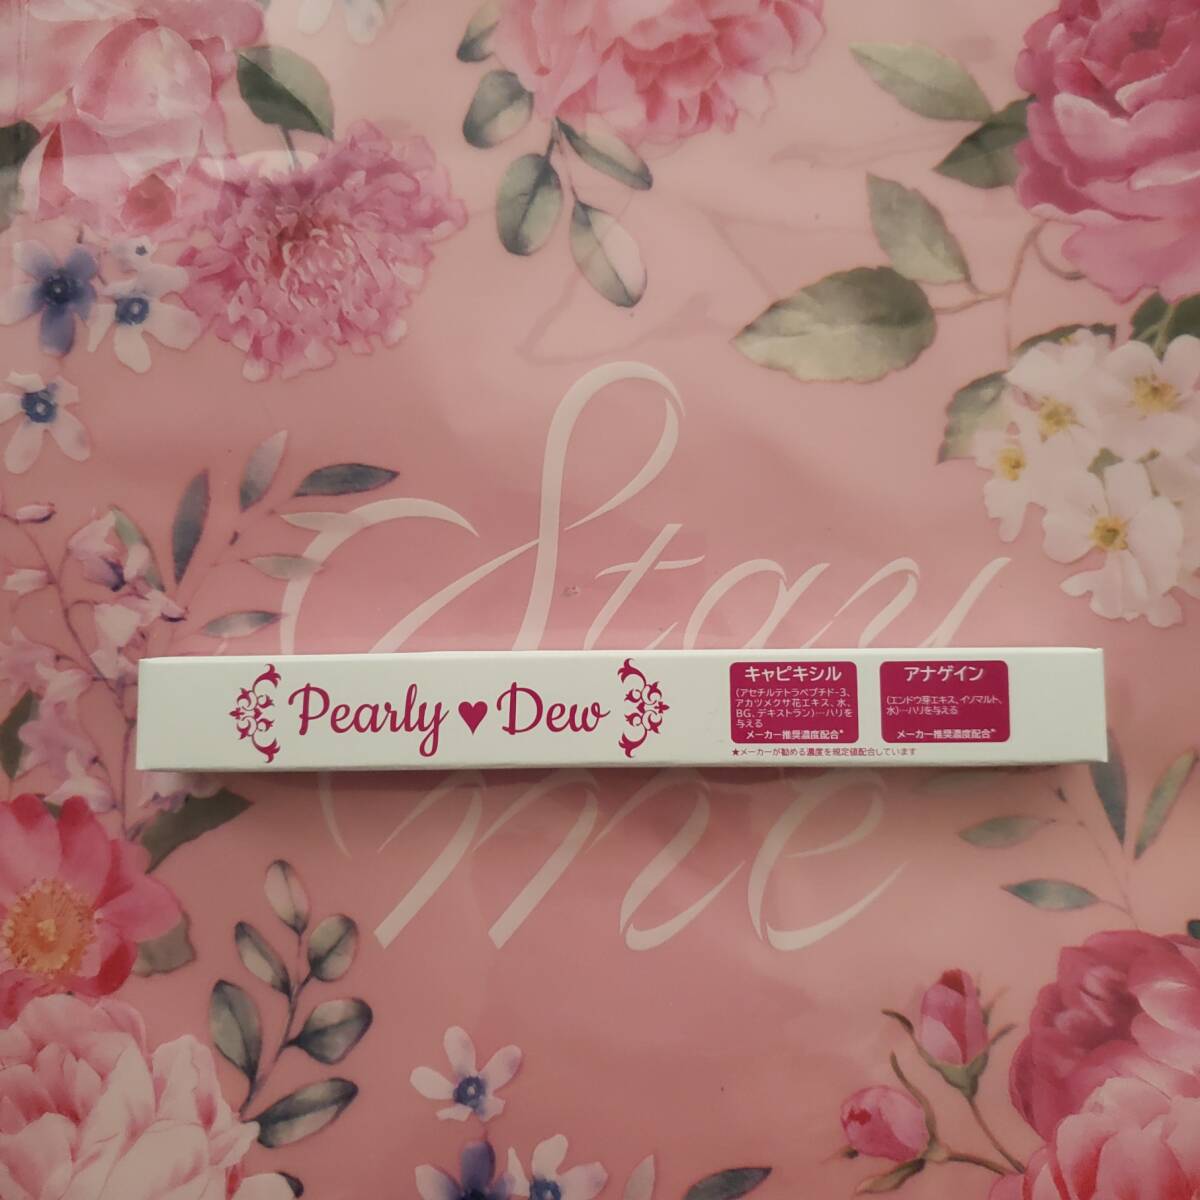 Stay
me
Pearly♥Dew
キャピキシル
(アセチルテトラペプチド-3、
アカツメクサ花エキス、水、
BG、デキストラン)…ハリを
与える
メーカー推奨濃度配合*
アナゲイン
(エンドウ芽エキス、イソマルト、
水)…ハリを与える
メーカー推奨濃度配合*
★メーカーが勧める濃度を規定値配合しています